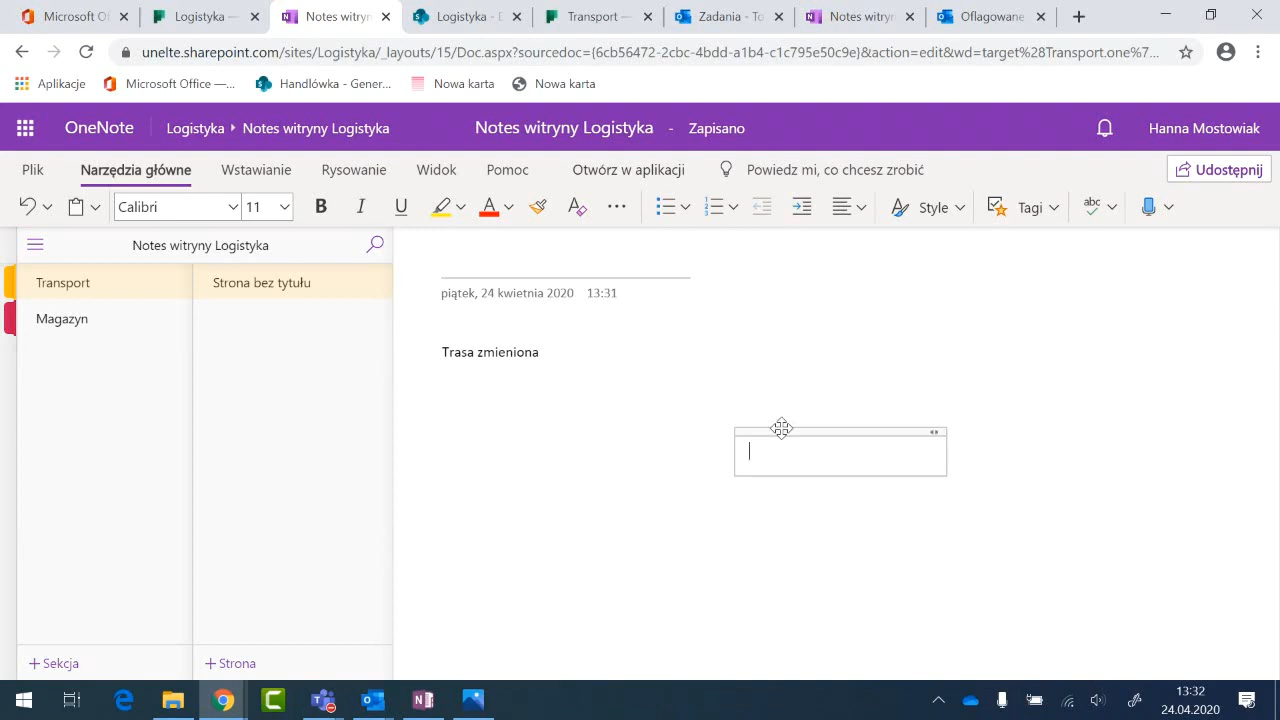 Microsoft O
Logistyka —
Notes witryn
Logistyka - D
Transport —
Zadania - To
Notes witryn
Oflagowane
unelte.sharepoint.com/sites/Logistyka/_layouts/15/Doc.aspx?sourcedoc={6cb56472-2cbc-4bdd-a1b4-c1c795e50c9e}&action=edit&wd=target%28Transport.one%7...
Aplikacje
Microsoft Office —...
Handlówka - Gener...
Nowa karta
Nowa karta
OneNote
Logistyka
Notes witryny Logistyka
Notes witryny Logistyka - Zapisano
Hanna Mostowiak
Plik
Narzędzia główne
Wstawianie
Rysowanie
Widok
Pomoc
Otwórz w aplikacji
Powiedz mi, co chcesz zrobić
Udostępnij
Calibri
11
B
I
U
A
Style
Tagi
abc
Notes witryny Logistyka
Transport
Strona bez tytułu
Magazyn
piątek, 24 kwietnia 2020 13:31
Trasa zmieniona
+ Sekcja
+ Strona
13:32
24.04.2020